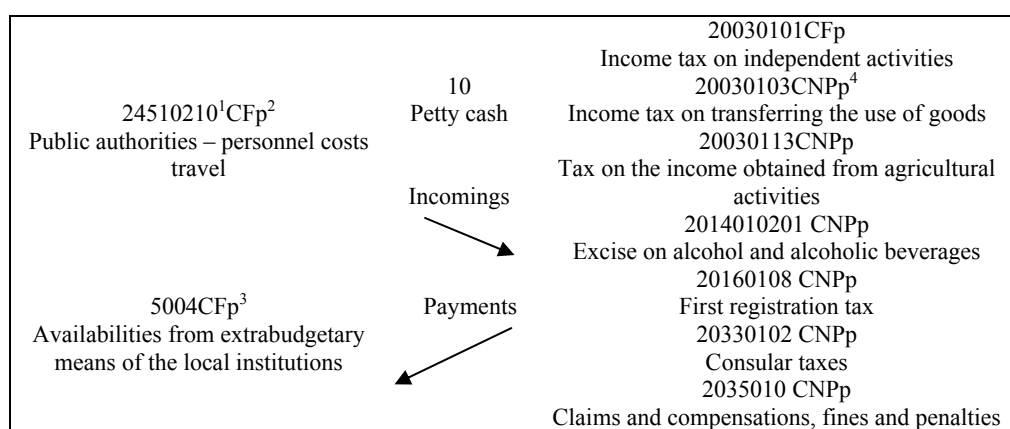 20030101CFp
Income tax on independent activities
10
20030103CNPp4
245102101CFp2
Petty cash
Income tax on transferring the use of goods
Public authorities – personnel costs
20030113CNPp
travel
Tax on the income obtained from agricultural
Incomings
activities
2014010201 CNPp
Excise on alcohol and alcoholic beverages
20160108 CNPp
5004CFp3
Payments
First registration tax
Availabilities from extrabudgetary
20330102 CNPp
means of the local institutions
Consular taxes
2035010 CNPp
Claims and compensations, fines and penalties